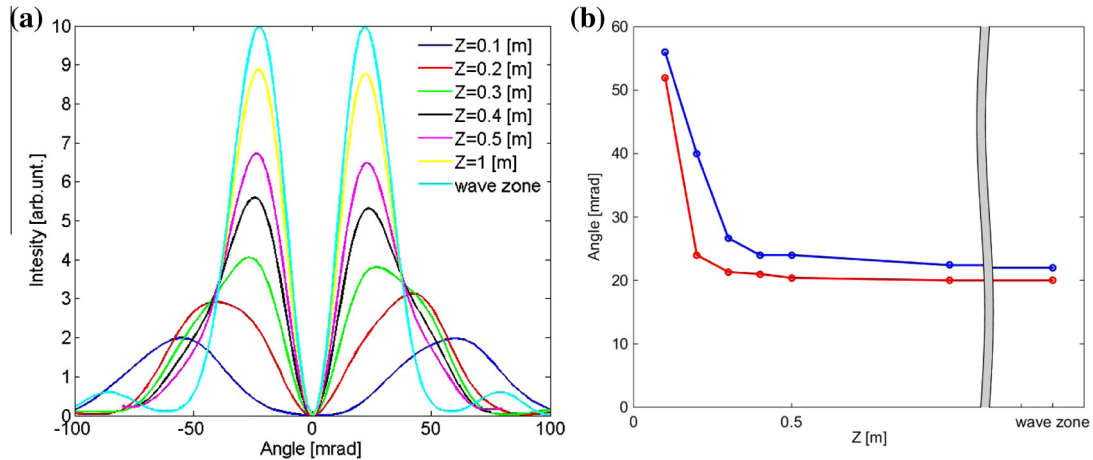 (a)
Intesity [arb.unt.]
10
9
8
7
6
5
4
3
2
1
0
-100
-50
0
50
100
Angle [mrad]
Z=0.1 [m]
Z=0.2 [m]
Z=0.3 [m]
Z=0.4 [m]
Z=0.5 [m]
Z=1 [m]
wave zone
(b)
Angle [mrad]
60
50
40
30
20
10
0
0
0.5
wave zone
Z [m]